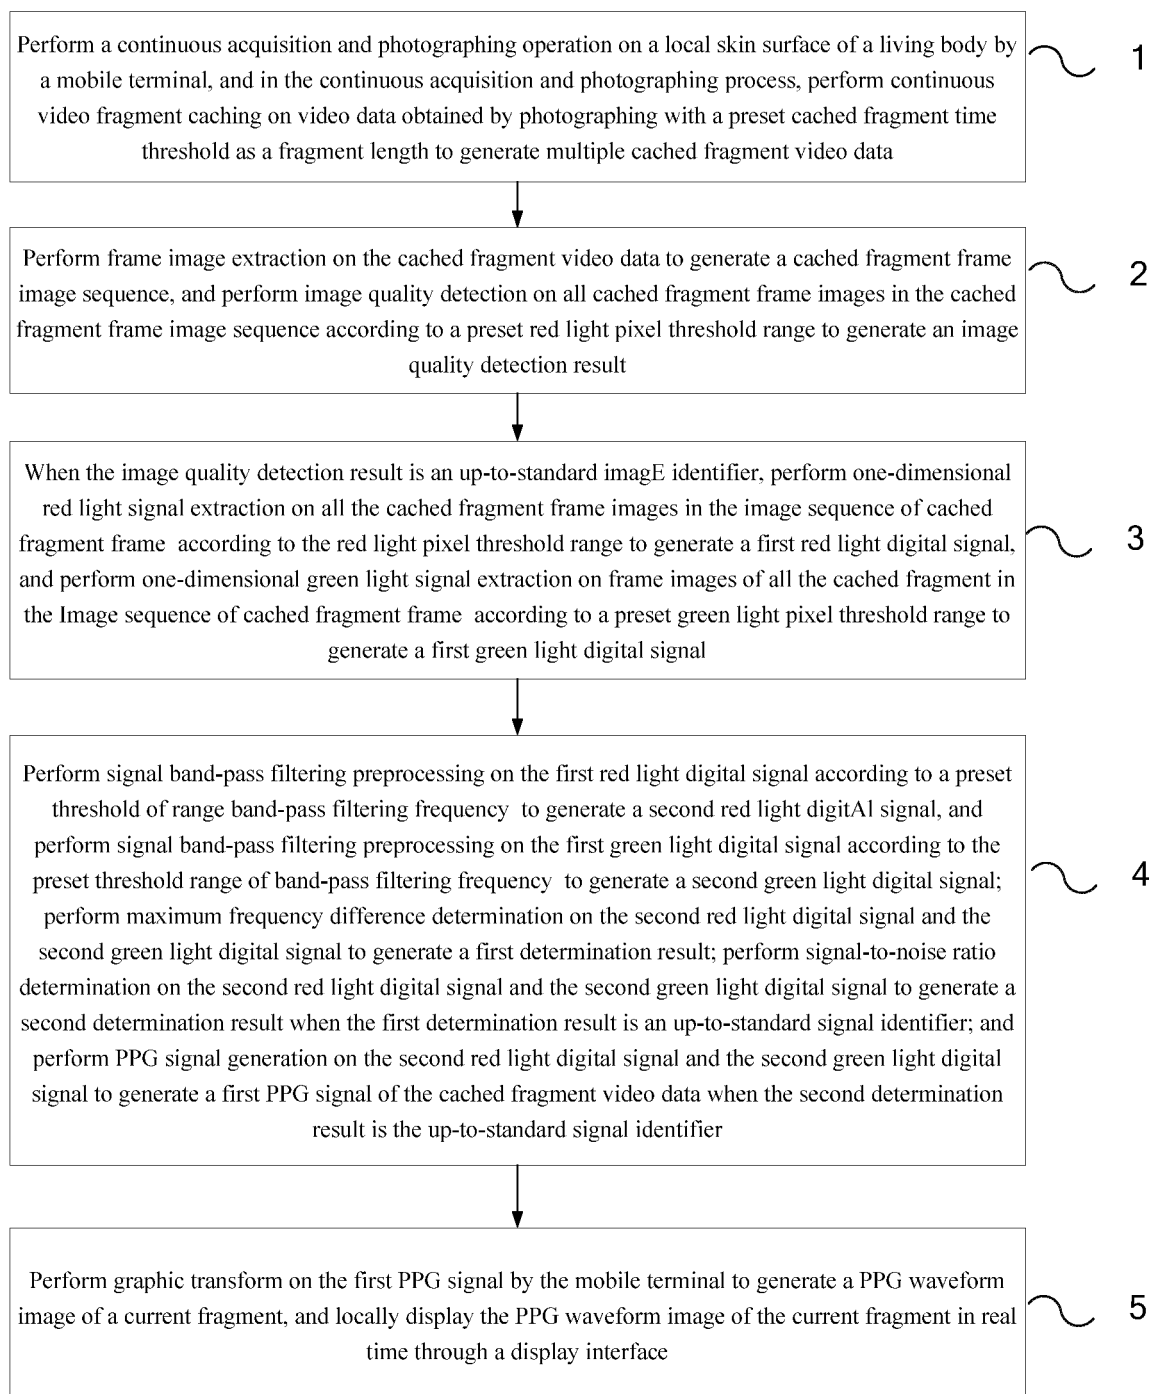 Perform a continuous acquisition and photographing operation on a local skin surface of a living body by
a mobile terminal, and in the continuous acquisition and photographing process, perform continuous
video fragment caching on video data obtained by photographing with a preset cached fragment time
threshold as a fragment length to generate multiple cached fragment video data
1
Perform frame image extraction on the cached fragment video data to generate a cached fragment frame
image sequence, and perform image quality detection on all cached fragment frame images in the cached
fragment frame image sequence according to a preset red light pixel threshold range to generate an image
quality detection result
2
When the image quality detection result is an up-to-standard imagE identifier, perform one-dimensional
red light signal extraction on all the cached fragment frame images in the image sequence of cached
fragment frame according to the red light pixel threshold range to generate a first red light digital signal,
and perform one-dimensional green light signal extraction on frame images of all the cached fragment in
the Image sequence of cached fragment frame according to a preset green light pixel threshold range to
generate a first green light digital signal
3
Perform signal band-pass filtering preprocessing on the first red light digital signal according to a preset
threshold of range band-pass filtering frequency to generate a second red light digitAl signal, and
perform signal band-pass filtering preprocessing on the first green light digital signal according to the
preset threshold range of band-pass filtering frequency to generate a second green light digital signal;
perform maximum frequency difference determination on the second red light digital signal and the
second green light digital signal to generate a first determination result; perform signal-to-noise ratio
determination on the second red light digital signal and the second green light digital signal to generate a
second determination result when the first determination result is an up-to-standard signal identifier; and
perform PPG signal generation on the second red light digital signal and the second green light digital
signal to generate a first PPG signal of the cached fragment video data when the second determination
result is the up-to-standard signal identifier
4
Perform graphic transform on the first PPG signal by the mobile terminal to generate a PPG waveform
image of a current fragment, and locally display the PPG waveform image of the current fragment in real
time through a display interface
5